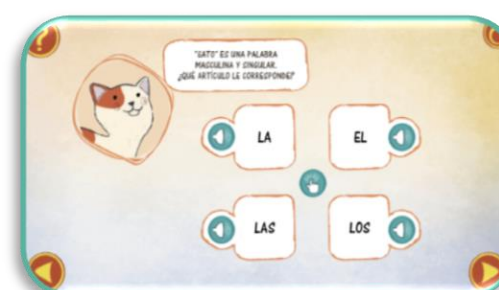 "GATO" ES UNA PALABRA
MASCULINA Y SINGULAR.
¿QUÉ ARTÍCULO LE CORRESPONDE?
LA
EL
LAS
LOS